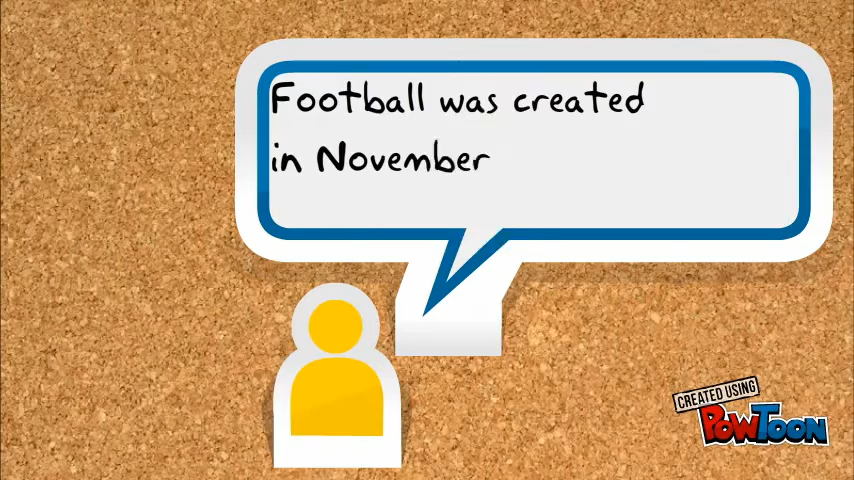 Football was created
in November
CREATED USING
POWTOON